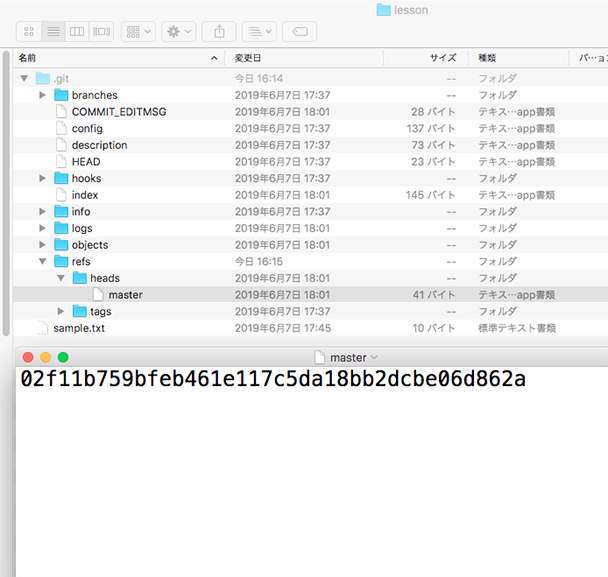 lesson
名前 変更日 サイズ 種類 バ…ョ
.git 今日 16:14 -- フォルダ
branches 2019年6月7日 17:37 -- フォルダ
COMMIT_EDITMSG 2019年6月7日 18:01 28 バイト テキス…app書類
config 2019年6月7日 17:37 137 バイト テキス…app書類
description 2019年6月7日 17:37 73 バイト テキス…app書類
HEAD 2019年6月7日 17:37 23 バイト テキス…app書類
hooks 2019年6月7日 17:37 -- フォルダ
index 2019年6月7日 18:01 145 バイト テキス…app書類
info 2019年6月7日 17:37 -- フォルダ
logs 2019年6月7日 18:01 -- フォルダ
objects 2019年6月7日 18:01 -- フォルダ
refs 今日 16:15 -- フォルダ
heads 2019年6月7日 18:01 -- フォルダ
master 2019年6月7日 18:01 41 バイト テキス…app書類
tags 2019年6月7日 17:37 -- フォルダ
sample.txt 2019年6月7日 17:45 10 バイト 標準テキスト書類
master
02f11b759bfeb461e117c5da18bb2dcbe06d862a